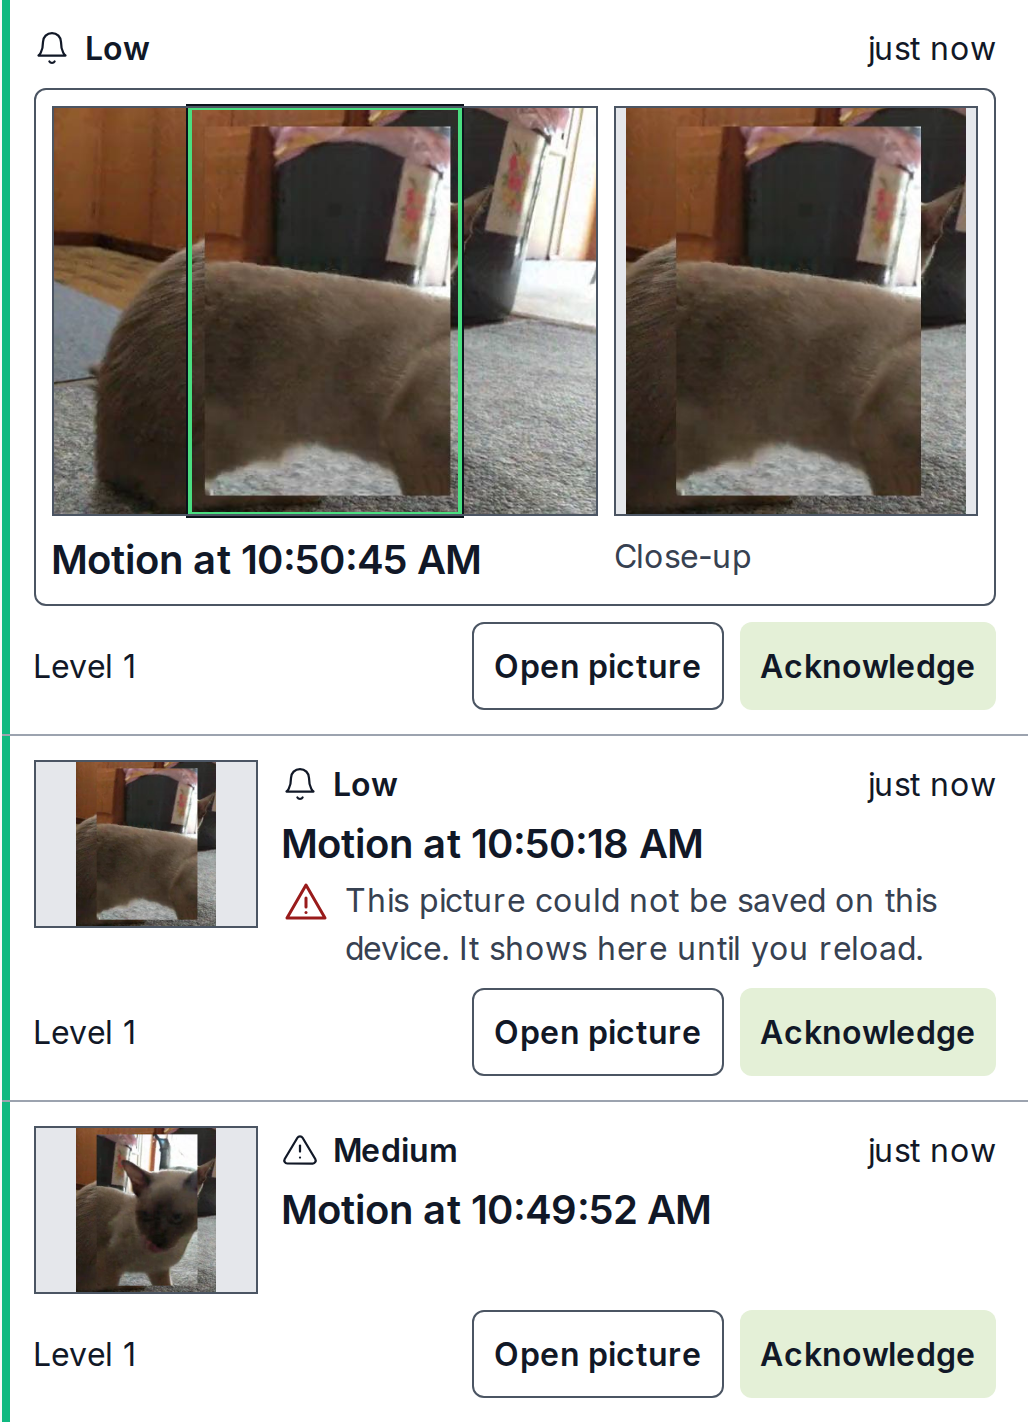 Low
just now
Motion at 10:50:45 AM
Close-up
Level 1
Open picture
Acknowledge
Low
just now
Motion at 10:50:18 AM
This picture could not be saved on this
device. It shows here until you reload.
Level 1
Open picture
Acknowledge
Medium
just now
Motion at 10:49:52 AM
Level 1
Open picture
Acknowledge